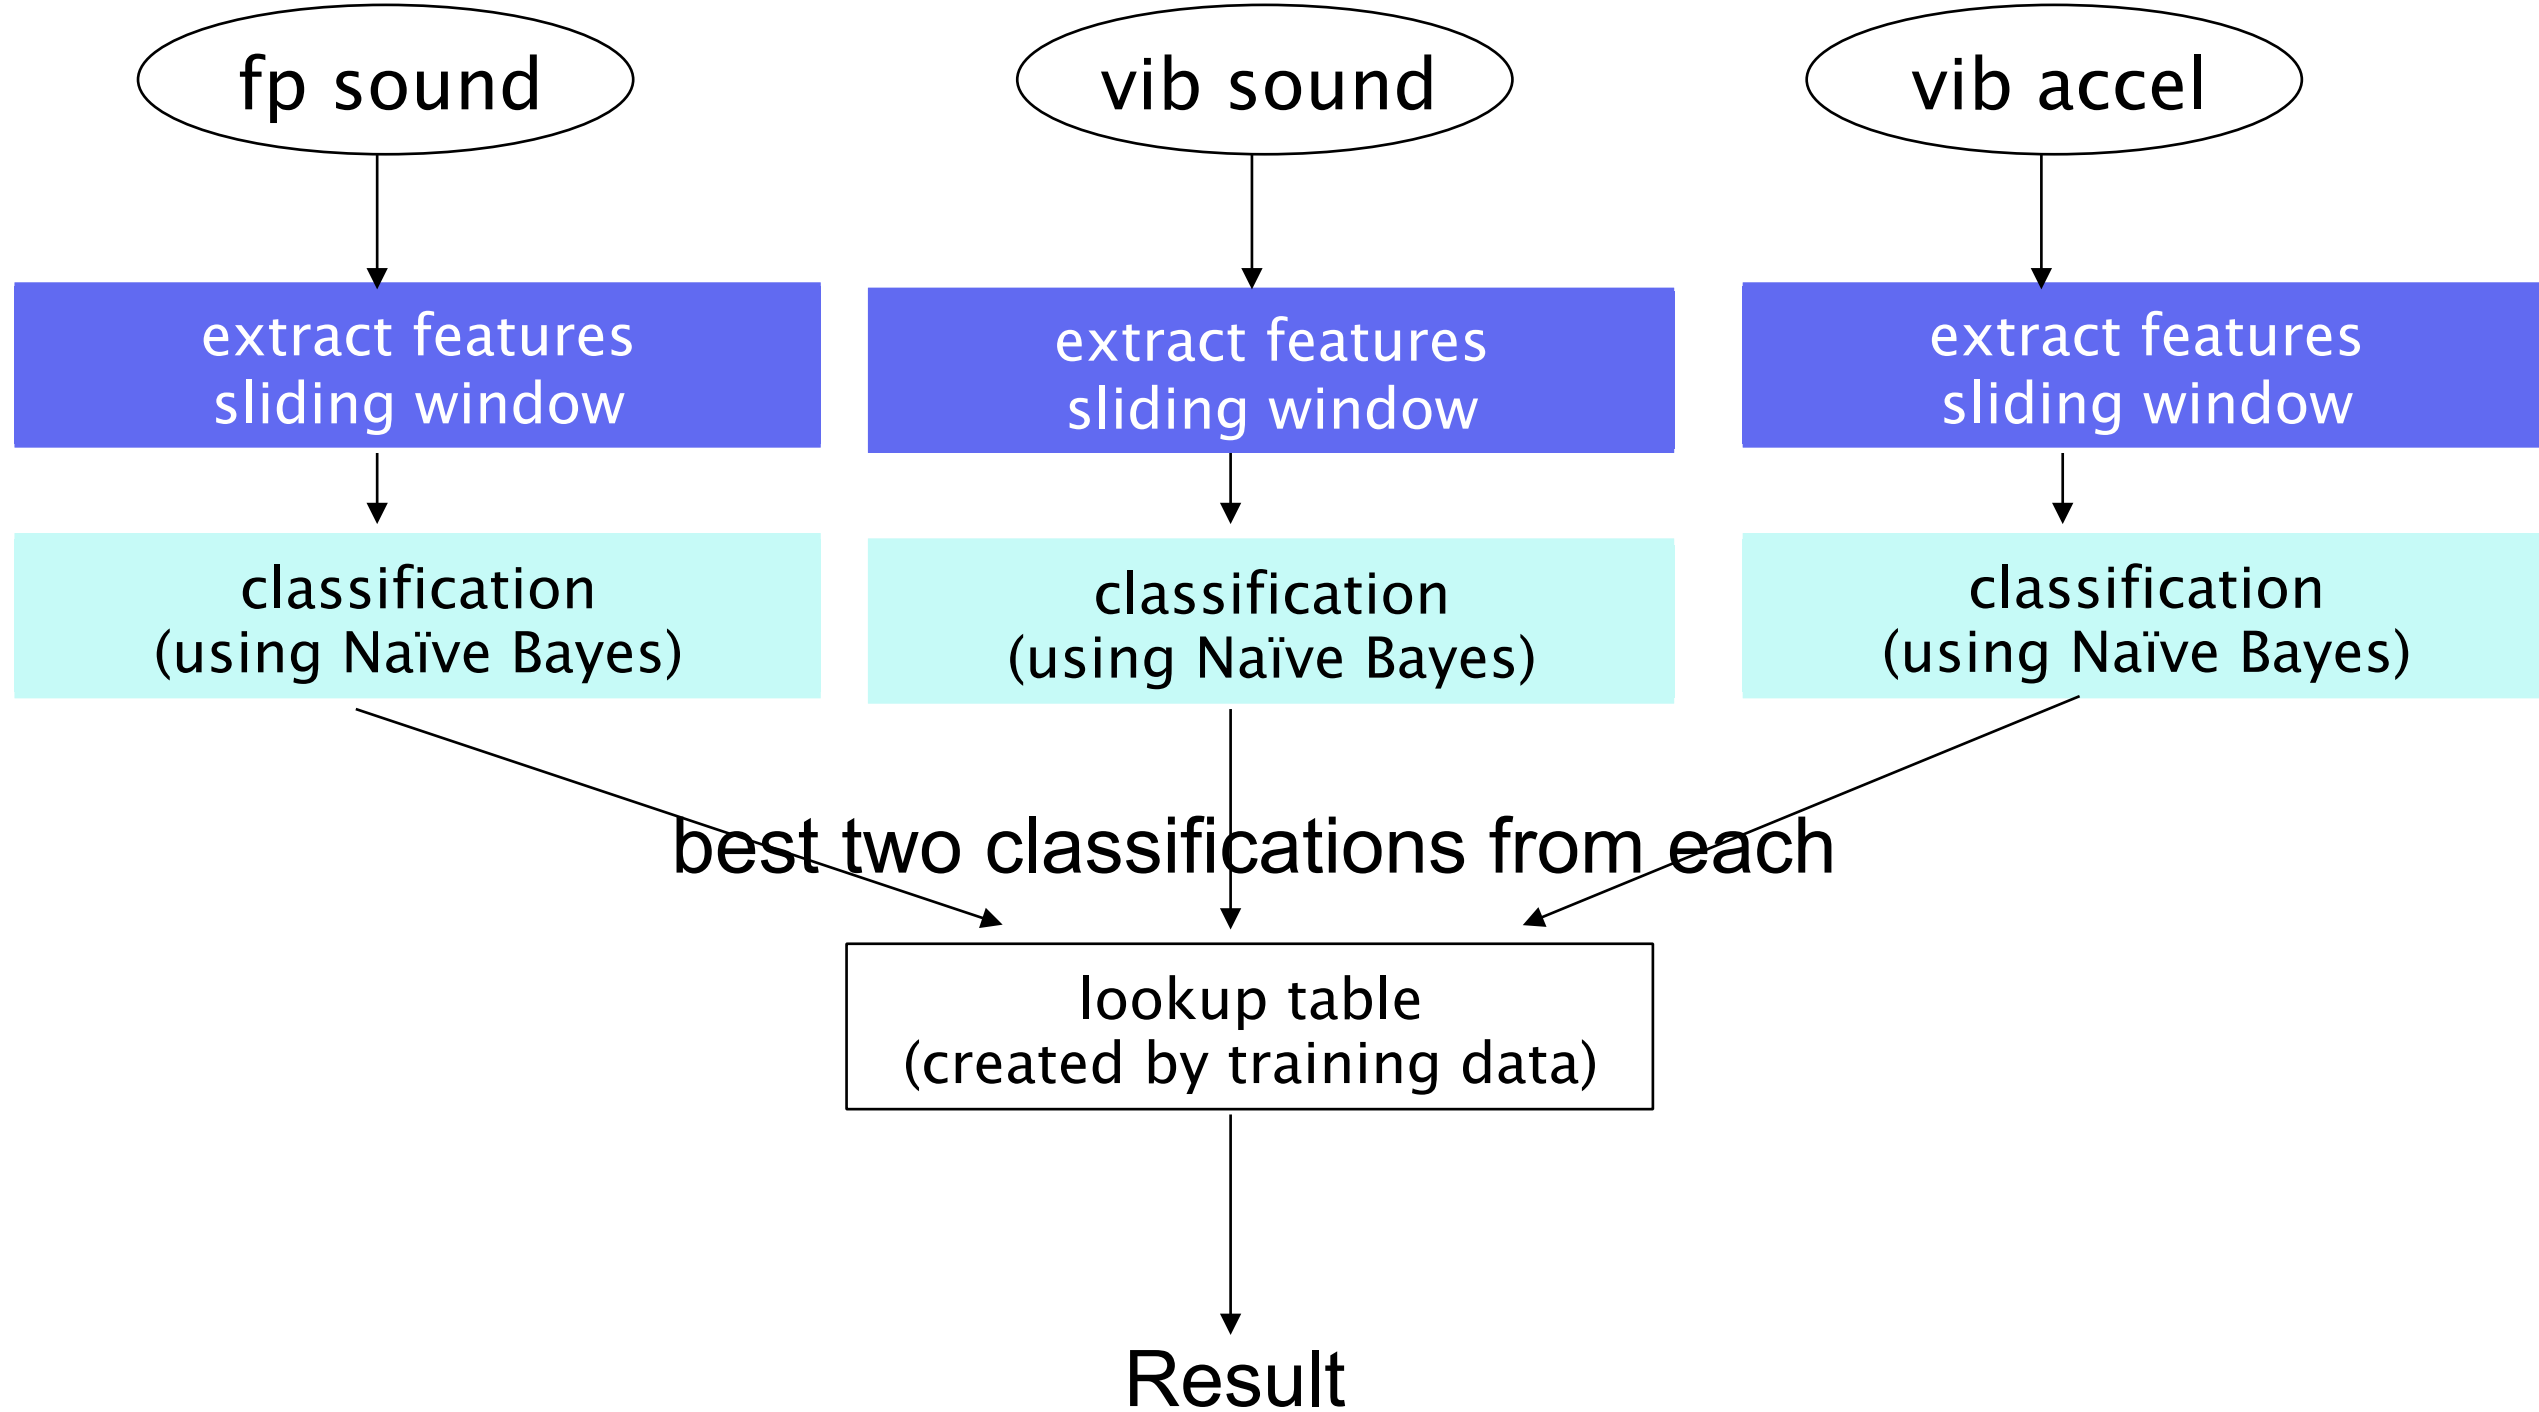 fp sound
vib sound
vib accel
extract features
sliding window
extract features
sliding window
extract features
sliding window
classification
(using Naïve Bayes)
classification
(using Naïve Bayes)
classification
(using Naïve Bayes)
best two classifications from each
lookup table
(created by training data)
Result